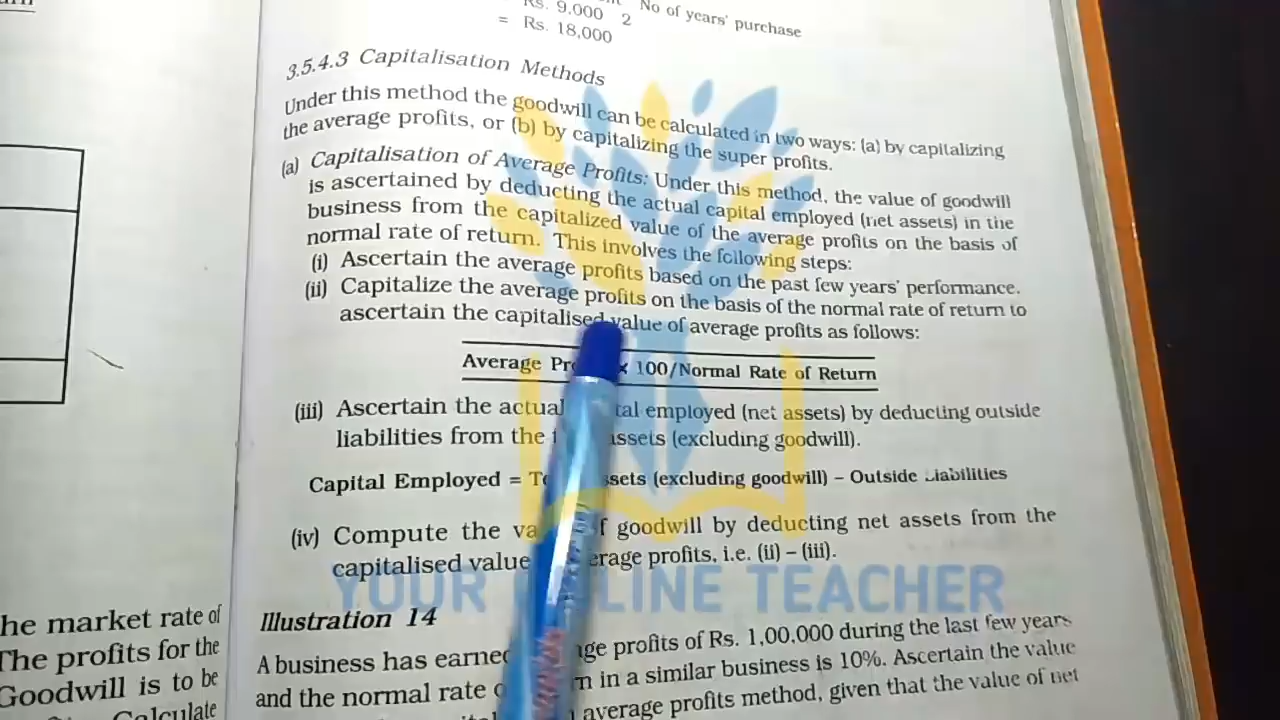 No of years' purchase
Rs. 9,000 2
= Rs. 18,000
3.5.4.3 Capitalisation Methods
Under this method the goodwill can be calculated in two ways: (a) by capitalizing
the average profits, or (b) by capitalizing the super profits.
(a) Capitalisation of Average Profits: Under this method, the value of goodwill
is ascertained by deducting the actual capital employed (net assets) in the
business from the capitalized value of the average profits on the basis of
normal rate of return. This involves the following steps:
(i) Ascertain the average profits based on the past few years' performance.
(ii) Capitalize the average profits on the basis of the normal rate of return to
ascertain the capitalised value of average profits as follows:
Average × 100/Normal Rate of Return
(iii) Ascertain the actual employed (net assets) by deducting outside
liabilities from the assets (excluding goodwill).
Capital Employed = (excluding goodwill) – Outside Liabilities
(iv) Compute the goodwill by deducting net assets from the
capitalised value profits, i.e. (ii) – (iii).
YOUR ONLINE TEACHER
he market rate of
The profits for the
Goodwill is to be
Calculate
Illustration 14
A business has earned profits of Rs. 1,00,000 during the last few years
and the normal rate in a similar business is 10%. Ascertain the value
average profits method, given that the value of net